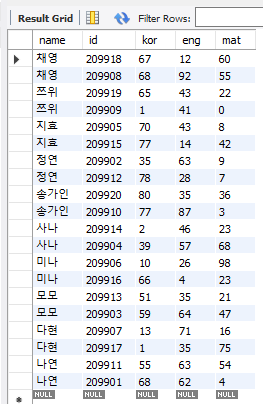 Result Grid Filter Rows:
name id kor eng mat
채영 209918 67 12 60
채영 209908 68 92 55
쯔위 209919 65 43 22
쯔위 209909 1 41 0
지효 209905 70 43 8
지효 209915 77 14 42
정연 209902 35 63 9
정연 209912 78 28 7
송가인 209920 80 35 36
송가인 209910 77 87 3
사나 209914 2 46 23
사나 209904 39 57 68
미나 209906 10 26 98
미나 209916 66 4 23
모모 209913 51 35 21
모모 209903 59 64 47
다현 209907 13 71 16
다현 209917 1 35 75
나연 209911 55 63 54
나연 209901 68 62 4
NULL NULL NULL NULL NULL